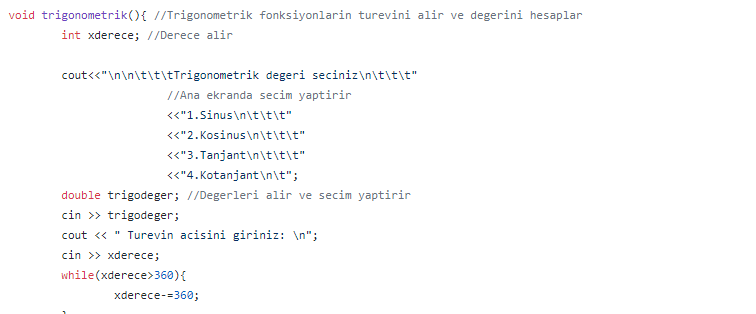 void trigonometrik(){ //Trigonometrik fonksiyonlarin turevini alir ve degerini hesaplar
int xderece; //Derece alir
cout<<"\n\n\t\t\tTrigonometrik degeri seciniz\n\t\t\t"
//Ana ekranda secim yaptirir
<<"1.Sinus\n\t\t\t"
<<"2.Kosinus\n\t\t\t"
<<"3.Tanjant\n\t\t\t"
<<"4.Kotanjant\n\t";
double trigodeger; //Degerleri alir ve secim yaptirir
cin >> trigodeger;
cout << " Turevin acisini giriniz: \n";
cin >> xderece;
while(xderece>360){
xderece-=360;